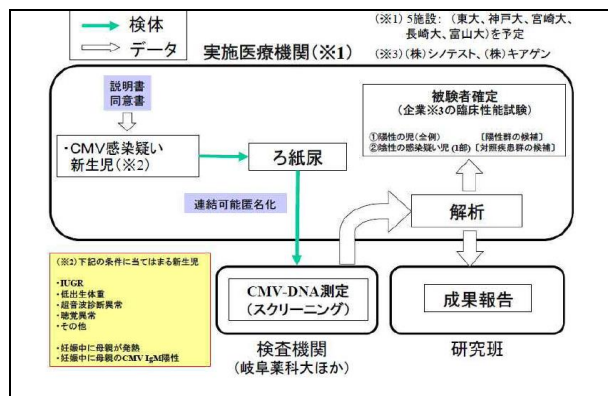 検体
データ
(※1) 5施設: (東大、神戸大、宮崎大、
長崎大、富山大)を予定
(※3) (株)シノテスト、(株)キアゲン
実施医療機関(※1)
説明書
同意書
・CMV感染疑い
新生児(※2)
ろ紙尿
被験者確定
(企業※3の臨床性能試験)
①陽性の児(全例) 〔陽性群の候補〕
②陰性の感染疑い児(1部) 〔対照疾患群の候補〕
連結可能匿名化
解析
(※2)下記の条件に当てはまる新生児
・IUGR
・低出生体重
・超音波診断異常
・聴覚異常
・その他
・妊娠中に母親が発熱
・妊娠中に母親のCMV IgM陽性
CMV-DNA測定
(スクリーニング)
検査機関
(岐阜薬科大ほか)
成果報告
研究班